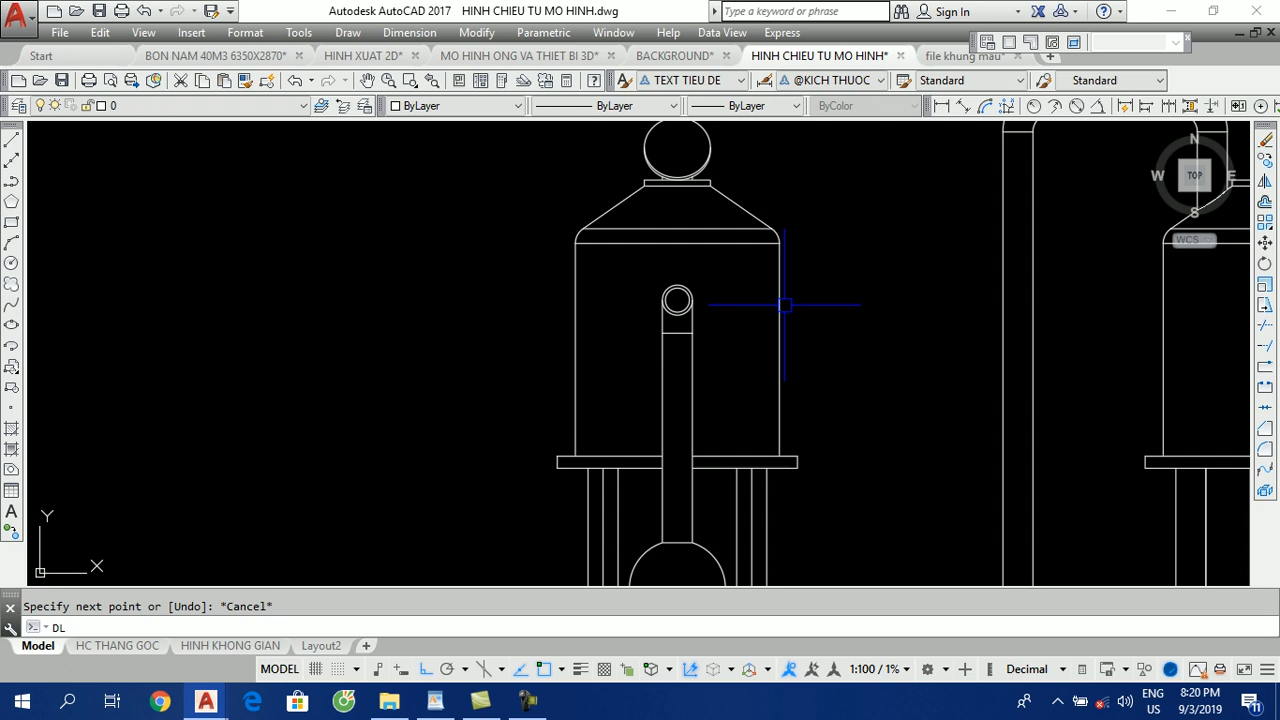 Autodesk AutoCAD 2017 HINH CHIEU TU MO HINH.dwg
Type a keyword or phrase
Sign In
File Edit View Insert Format Tools Draw Dimension Modify Parametric Window Help Express
Start
BON NAM 40M3 6350X2870*
HINH XUAT 2D*
MO HINH ONG VA THIET BI 3D*
BACKGROUND*
HINH CHIEU TU MO HINH*
file khung mau*
TEXT TIEU DE
@KICH THUOC
Standard
Standard
0
ByLayer
ByLayer
ByLayer
ByColor
N
W TOP E
S
WCS
Y
X
Specify next point or [Undo]: *Cancel*
DL
Model
HC THANG GOC
HINH KHONG GIAN
Layout2
MODEL
1:100 / 1%
Decimal
ENG
US
8:20 PM
9/3/2019
11